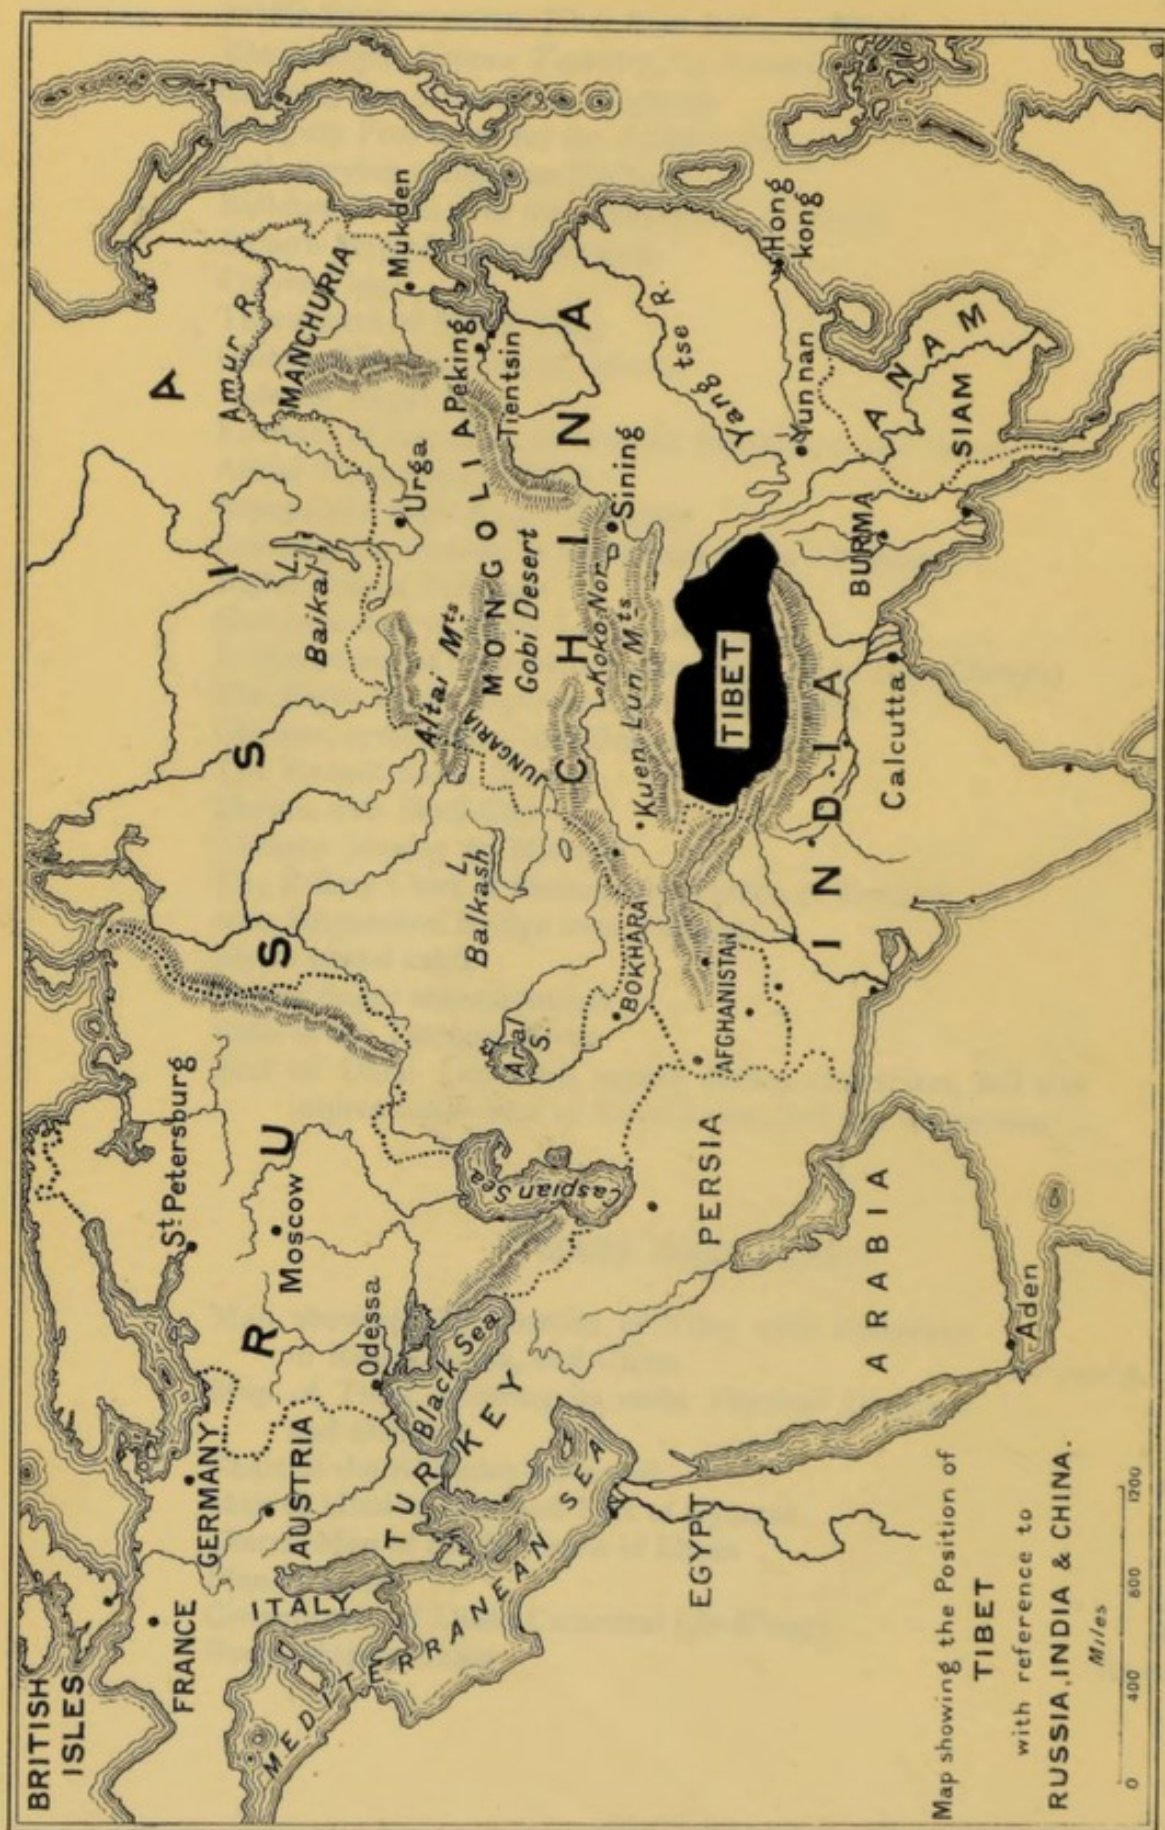 BRITISH
ISLES
FRANCE
GERMANY
AUSTRIA
ITALY
MEDITERRANEAN SEA
TURKEY
EGYPT
Black Sea
Odessa
Moscow
St. Petersburg
RUSSIA
Caspian Sea
Aral
S.
PERSIA
ARABIA
Aden
BOKHARA
AFGHANISTAN
L.
Balkash
JUNGARIA
Altai Mts
L.
Baikal
Urga
MONGOLIA
Gobi Desert
Amur R.
MANCHURIA
Mukden
Peking
Tientsin
CHINA
Koko Nor
Sining
Kuen Lun Mts
TIBET
INDIA
Calcutta
BURMA
Yang tse R.
Yun nan
Hong
kong
ANAM
SIAM
Map showing the Position of
TIBET
with reference to
RUSSIA, INDIA & CHINA.
Miles
0 400 800 1200